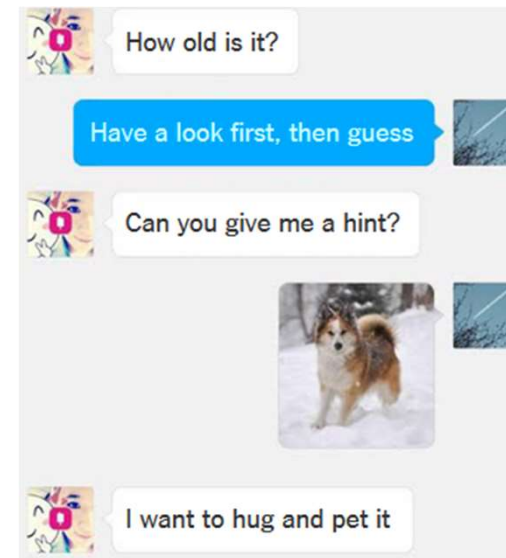 How old is it?
Have a look first, then guess
Can you give me a hint?
I want to hug and pet it